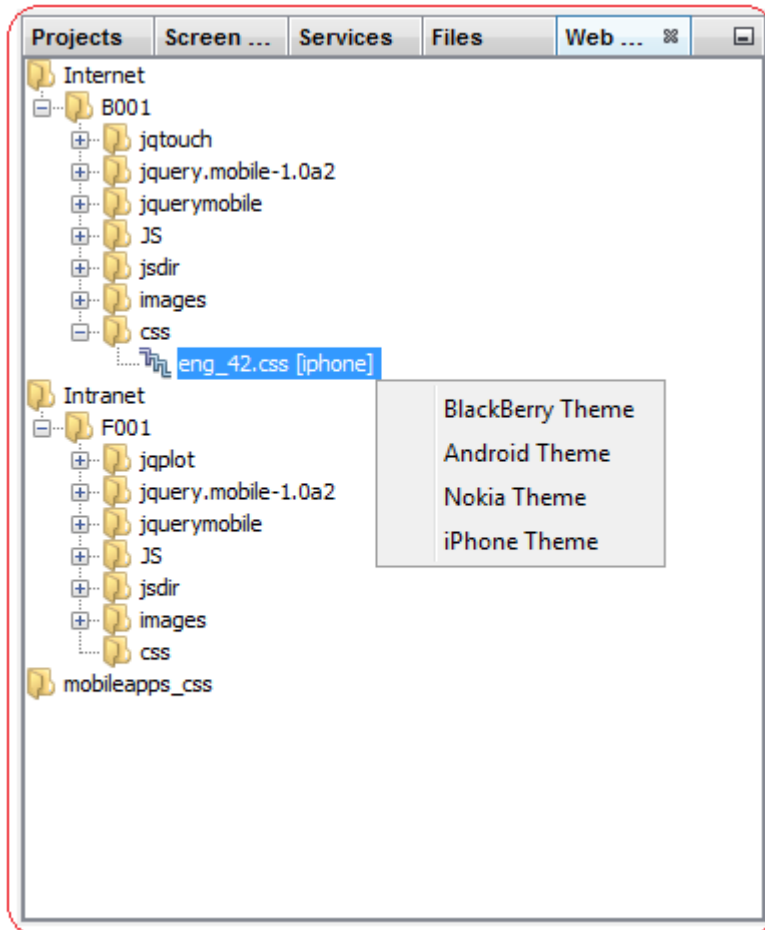 Projects Screen ... Services Files Web ...
Internet
B001
jqtouch
jquery.mobile-1.0a2
jquerymobile
JS
jsdir
images
css
eng_42.css [iphone]
Intranet
BlackBerry Theme
F001
Android Theme
jqplot
jquery.mobile-1.0a2
Nokia Theme
jquerymobile
iPhone Theme
JS
jsdir
images
css
mobileapps_css